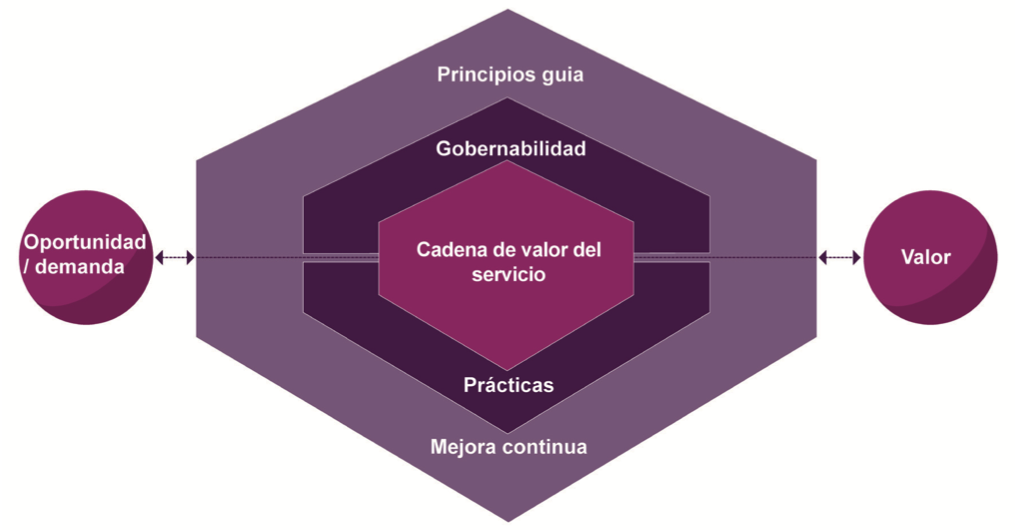 Principios guia
Gobernabilidad
Oportunidad
/ demanda
Cadena de valor del
servicio
Valor
Prácticas
Mejora continua